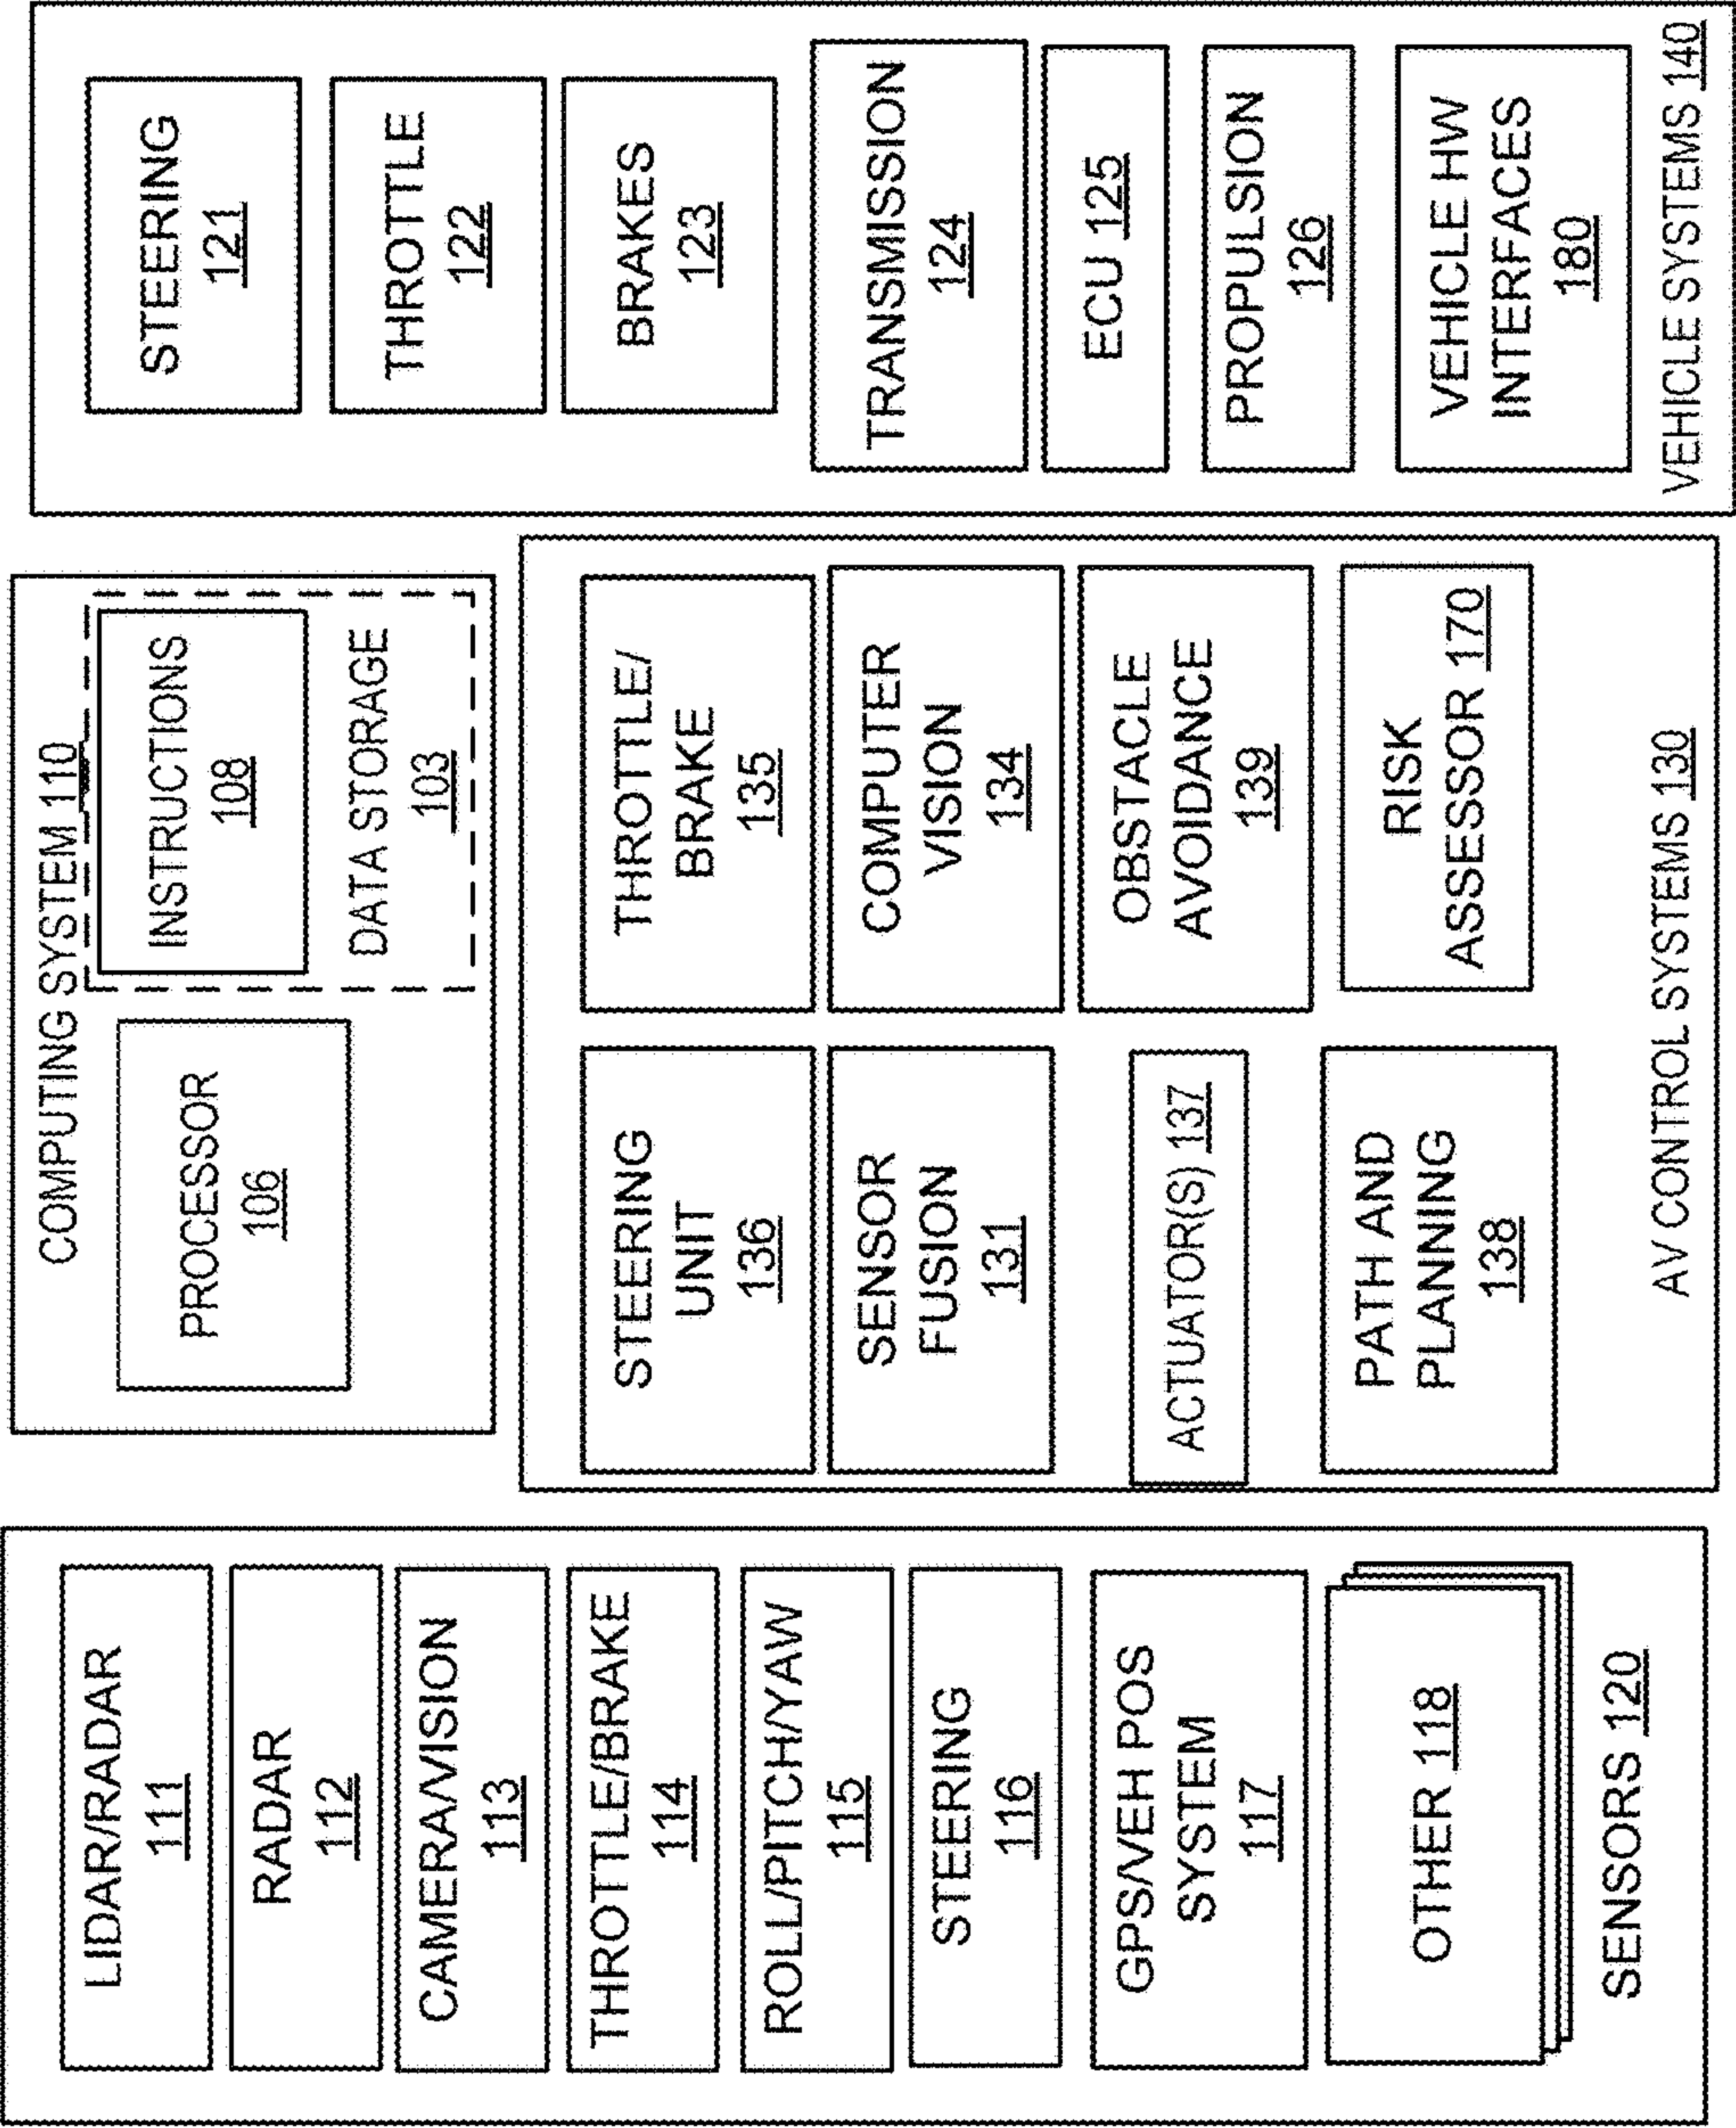 LIDAR/RADAR
111
RADAR
112
CAMERA/VISION
113
THROTTLE/BRAKE
114
ROLL/PITCH/YAW
115
STEERING
116
GPS/VEH POS
SYSTEM
117
OTHER 118
SENSORS 120
COMPUTING SYSTEM 110
PROCESSOR
106
INSTRUCTIONS
108
DATA STORAGE
103
STEERING
UNIT
136
THROTTLE/
BRAKE
135
SENSOR
FUSION
131
COMPUTER
VISION
134
ACTUATOR(S) 137
OBSTACLE
AVOIDANCE
139
PATH AND
PLANNING
138
RISK
ASSESSOR 170
AV CONTROL SYSTEMS 130
STEERING
121
THROTTLE
122
BRAKES
123
TRANSMISSION
124
ECU 125
PROPULSION
126
VEHICLE HW
INTERFACES
180
VEHICLE SYSTEMS 140